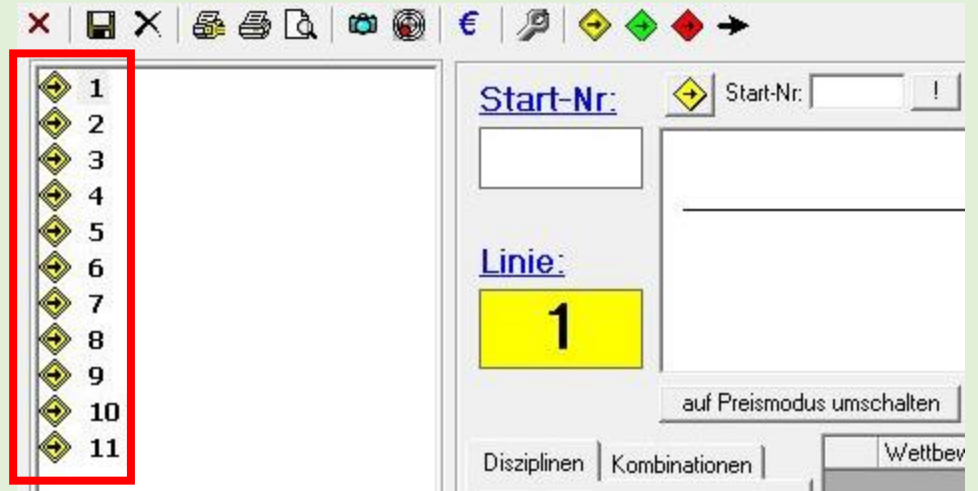 €
1
2
3
4
5
6
7
8
9
10
11
Start-Nr:
Start-Nr: !
Linie:
1
auf Preismodus umschalten
Disziplinen Kombinationen
Wettbew